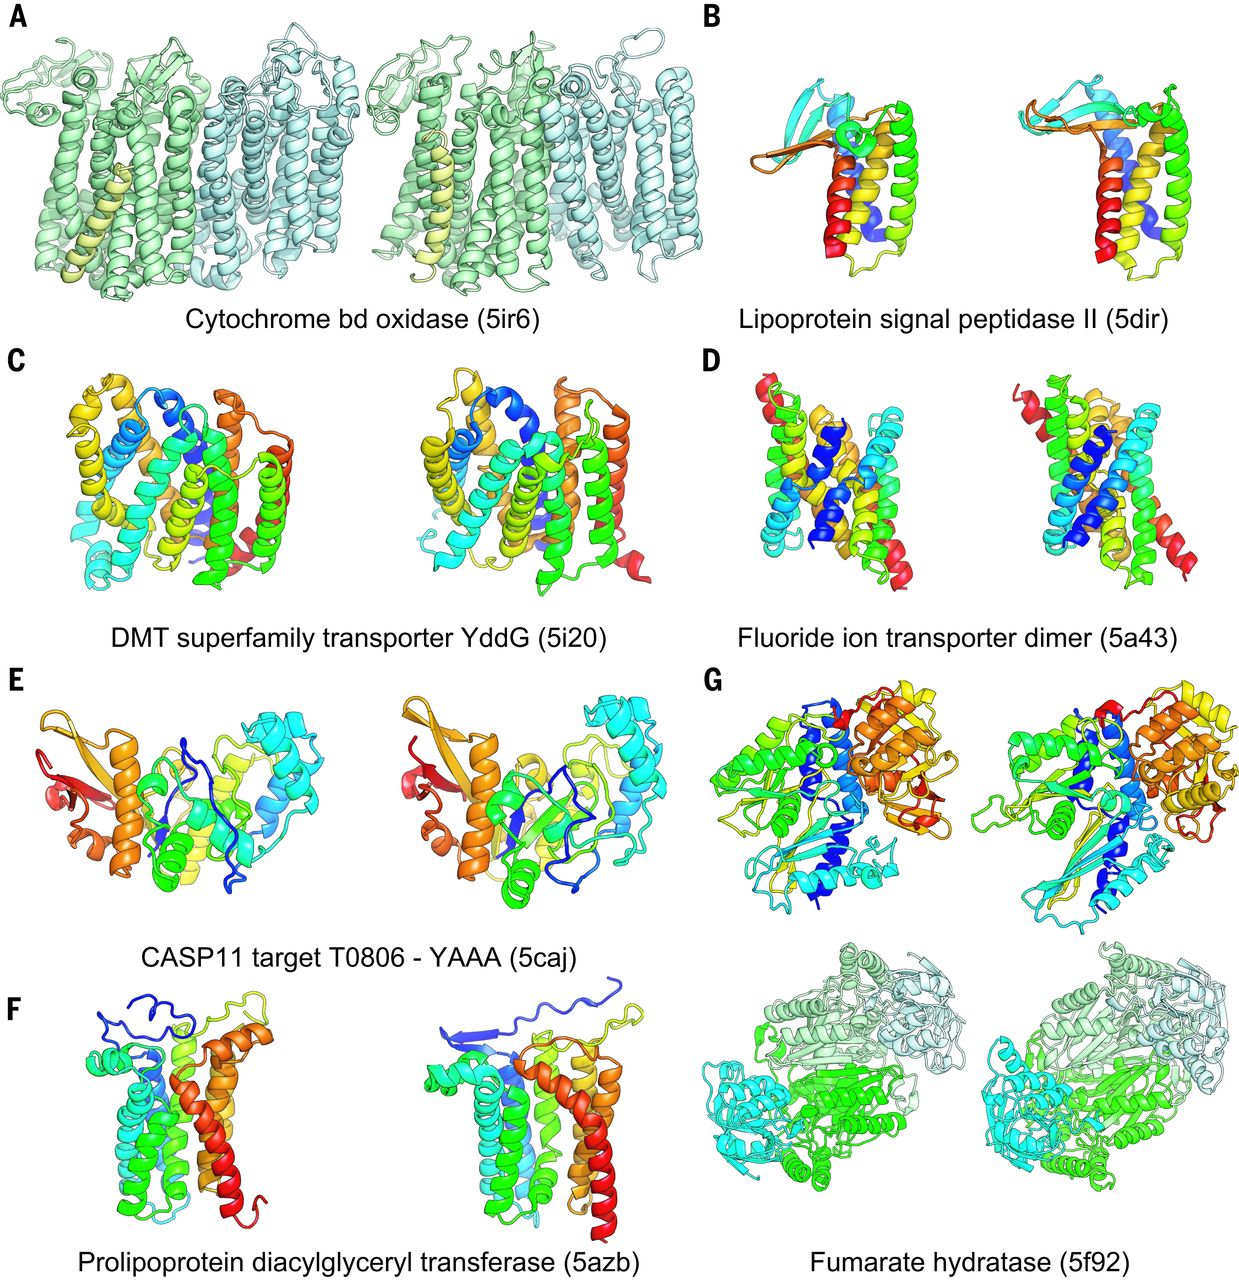 A
B
Cytochrome bd oxidase (5ir6)
Lipoprotein signal peptidase II (5dir)
C
D
DMT superfamily transporter YddG (5i20)
Fluoride ion transporter dimer (5a43)
E
G
CASP11 target T0806 - YAAA (5caj)
F
Prolipoprotein diacylglyceryl transferase (5azb)
Fumarate hydratase (5f92)